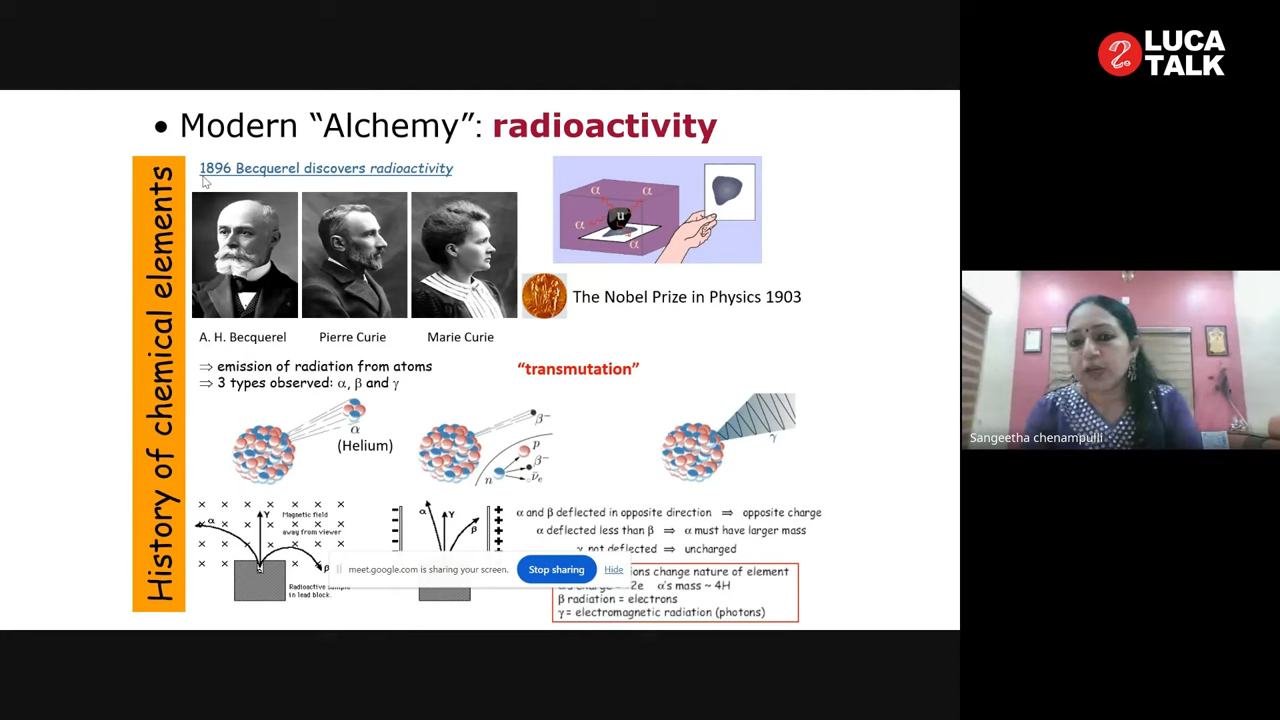 LUCA
TALK
• Modern “Alchemy”: radioactivity
History of chemical elements
1896 Becquerel discovers radioactivity
α
α
α
u
α
The Nobel Prize in Physics 1903
A. H. Becquerel
Pierre Curie
Marie Curie
⇒ emission of radiation from atoms
⇒ 3 types observed: α, β and γ
“transmutation”
α
(Helium)
β⁻
p
β⁻
n
ν̄e
γ
Magnetic field
away from viewer
α
Y
β
Radioactive sample
in lead block.
α
Y
β
α and β deflected in opposite direction ⇒ opposite charge
α deflected less than β ⇒ α must have larger mass
γ not deflected ⇒ uncharged
ions change nature of element
2e α’s mass ~ 4H
β radiation = electrons
γ = electromagnetic radiation (photons)
meet.google.com is sharing your screen.
Stop sharing
Hide
Sangeetha chenampulli